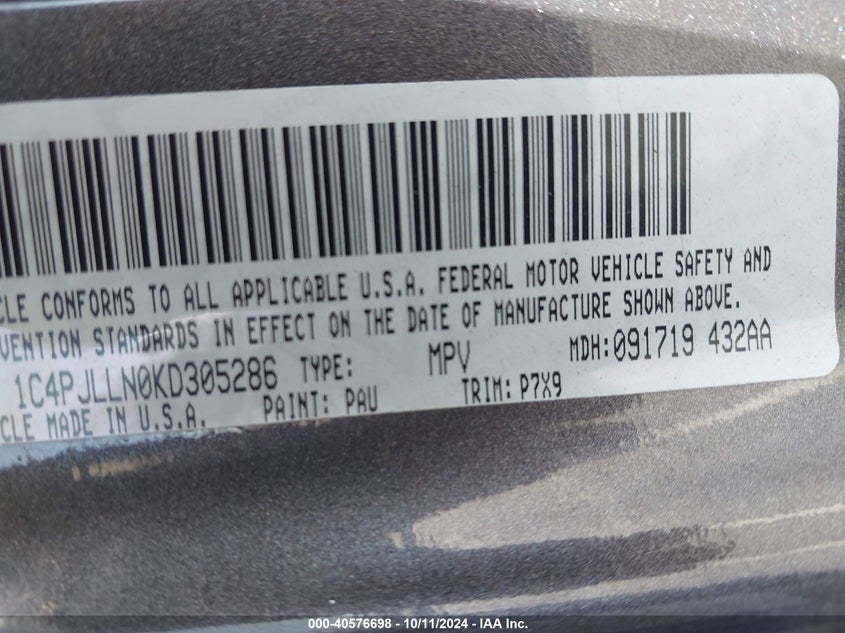 CLE CONFORMS TO ALL APPLICABLE U.S.A. FEDERAL MOTOR VEHICLE SAFETY AND
VENTION STANDARDS IN EFFECT ON THE DATE OF MANUFACTURE SHOWN ABOVE.
1C4PJLLN0KD305286 TYPE: MPV MDH:091719 432AA
CLE MADE IN U.S.A. PAINT: PAU TRIM: P7X9
000-40576698 - 10/11/2024 - IAA Inc.